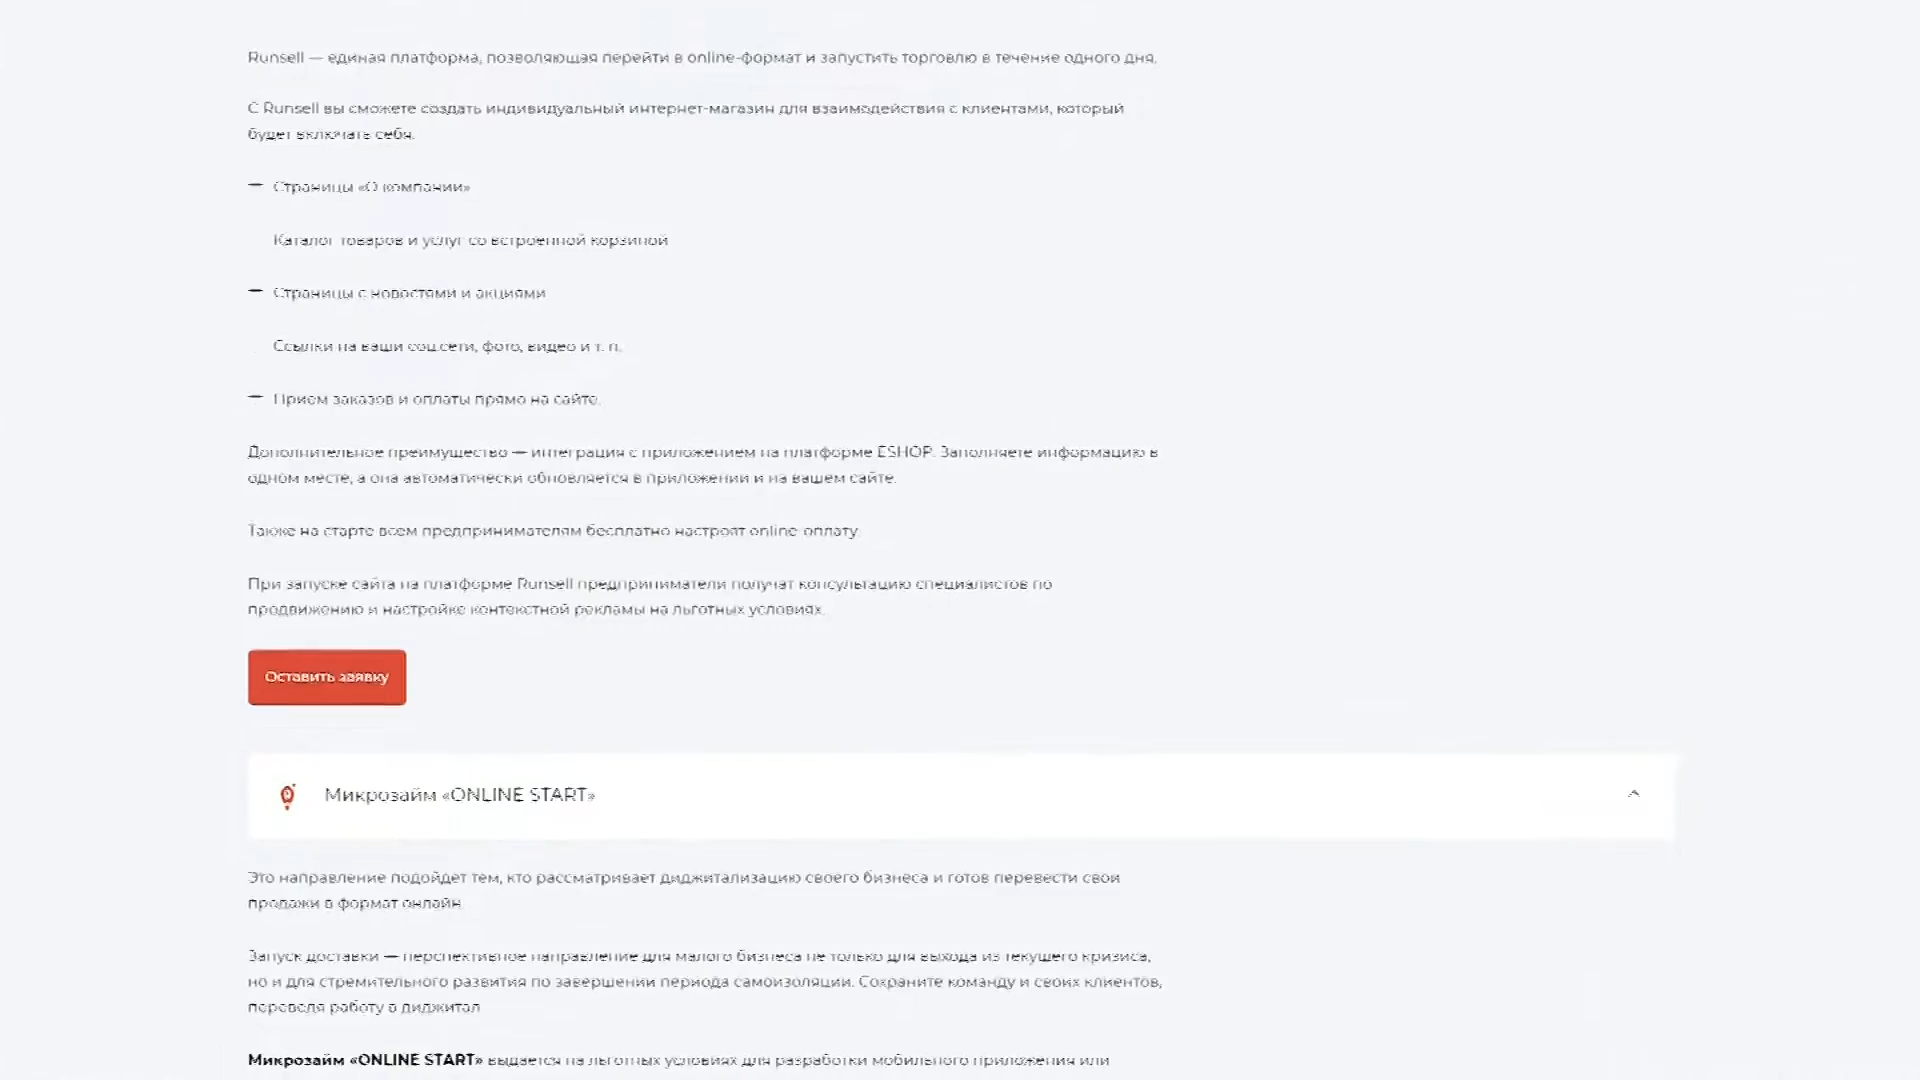 Runsell — единая платформа, позволяющая перейти в online-формат и запустить торговлю в течение одного дня.
С Runsell вы сможете создать индивидуальный интернет-магазин для взаимодействия с клиентами, который
будет включать себя:
— Страницы «О компании»
Каталог товаров и услуг со встроенной корзиной
— Страницы с новостями и акциями
Ссылки на ваши соц.сети, фото, видео и т. п.
— Прием заказов и оплаты прямо на сайте.
Дополнительное преимущество — интеграция с приложением на платформе ESHOP. Заполняете информацию в
одном месте, а она автоматически обновляется в приложении и на вашем сайте.
Также на старте всем предпринимателям бесплатно настроят online-оплату.
При запуске сайта на платформе Runsell предприниматели получат консультацию специалистов по
продвижению и настройке контекстной рекламы на льготных условиях.
Оставить заявку
Микрозайм «ONLINE START»
Это направление подойдет тем, кто рассматривает диджитализацию своего бизнеса и готов перевести свои
продажи в формат онлайн.
Запуск доставки — перспективное направление для малого бизнеса не только для выхода из текущего кризиса,
но и для стремительного развития по завершении периода самоизоляции. Сохраните команду и своих клиентов,
переведя работу в диджитал.
Микрозайм «ONLINE START» выдается на льготных условиях для разработки мобильного приложения или